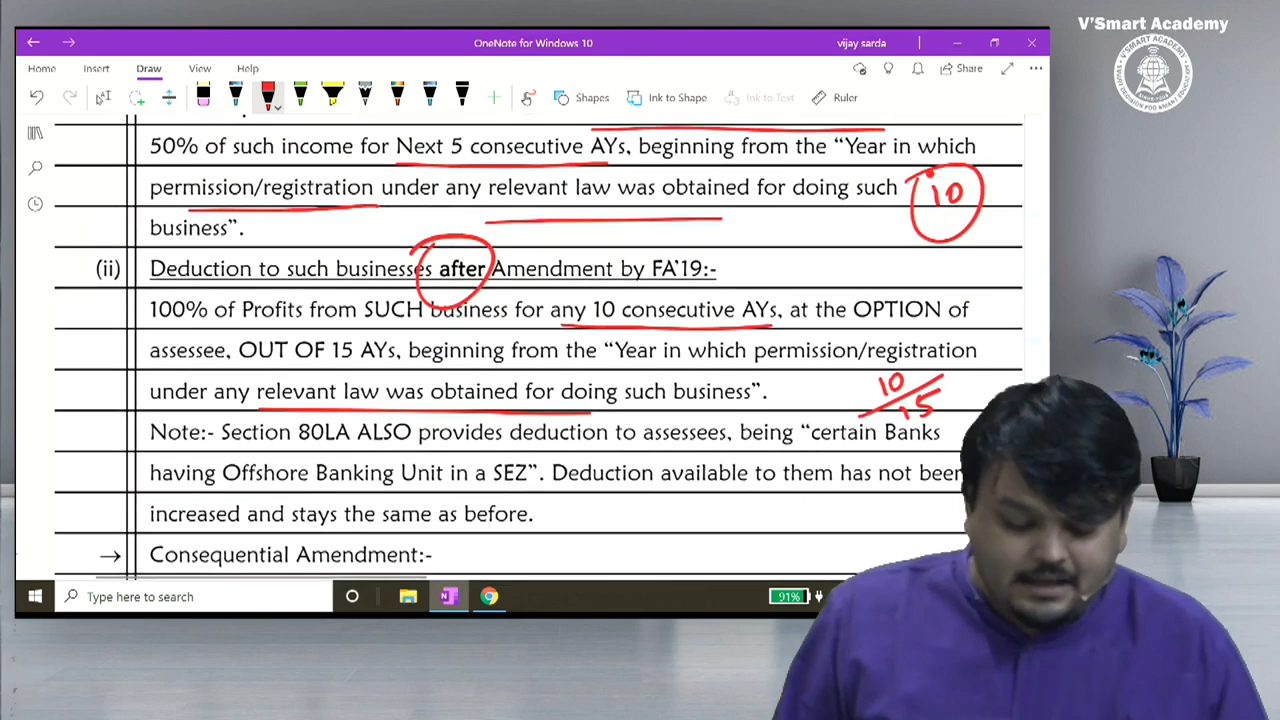 V'Smart Academy
OneNote for Windows 10
vijay sarda
Home Insert Draw View Help
Share
Shapes Ink to Shape Ink to Text Ruler
50% of such income for Next 5 consecutive AYs, beginning from the “Year in which
permission/registration under any relevant law was obtained for doing such
10
business”.
(ii) Deduction to such businesses after Amendment by FA'19:-
100% of Profits from SUCH business for any 10 consecutive AYs, at the OPTION of
assessee, OUT OF 15 AYs, beginning from the “Year in which permission/registration
under any relevant law was obtained for doing such business”.
10/15
Note:- Section 80LA ALSO provides deduction to assessees, being “certain Banks
having Offshore Banking Unit in a SEZ”. Deduction available to them has not been
increased and stays the same as before.
→ Consequential Amendment:-
Type here to search
91%